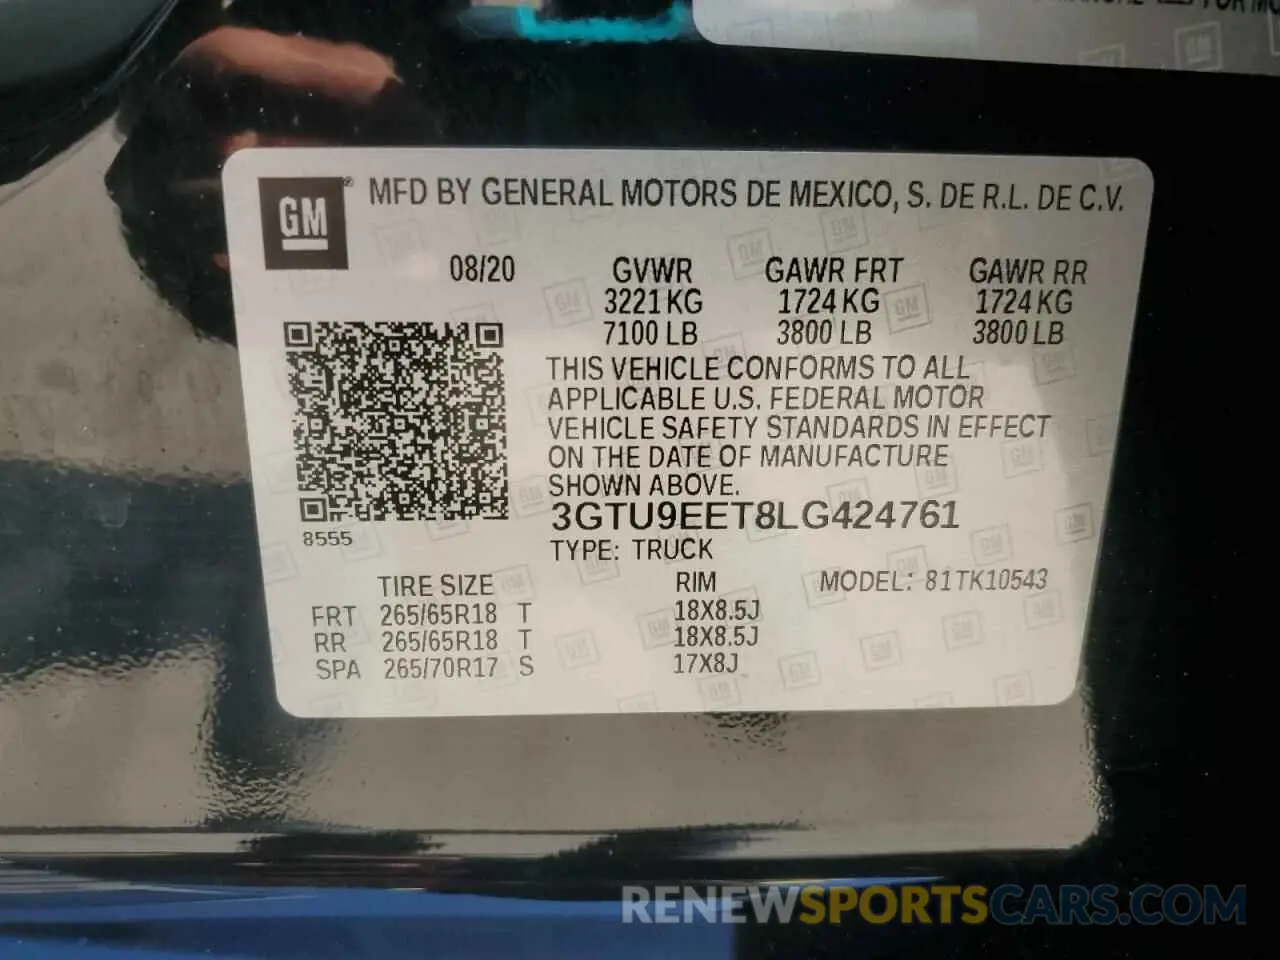 GM ® MFD BY GENERAL MOTORS DE MEXICO, S. DE R.L. DE C.V.
08/20 GVWR GAWR FRT GAWR RR
3221 KG 1724 KG 1724 KG
7100 LB 3800 LB 3800 LB
THIS VEHICLE CONFORMS TO ALL
APPLICABLE U.S. FEDERAL MOTOR
VEHICLE SAFETY STANDARDS IN EFFECT
ON THE DATE OF MANUFACTURE
SHOWN ABOVE.
3GTU9EET8LG424761
8555
TYPE: TRUCK
TIRE SIZE RIM MODEL: 81TK10543
FRT 265/65R18 T 18X8.5J
RR 265/65R18 T 18X8.5J
SPA 265/70R17 S 17X8J
RENEWSPORTSCARS.COM